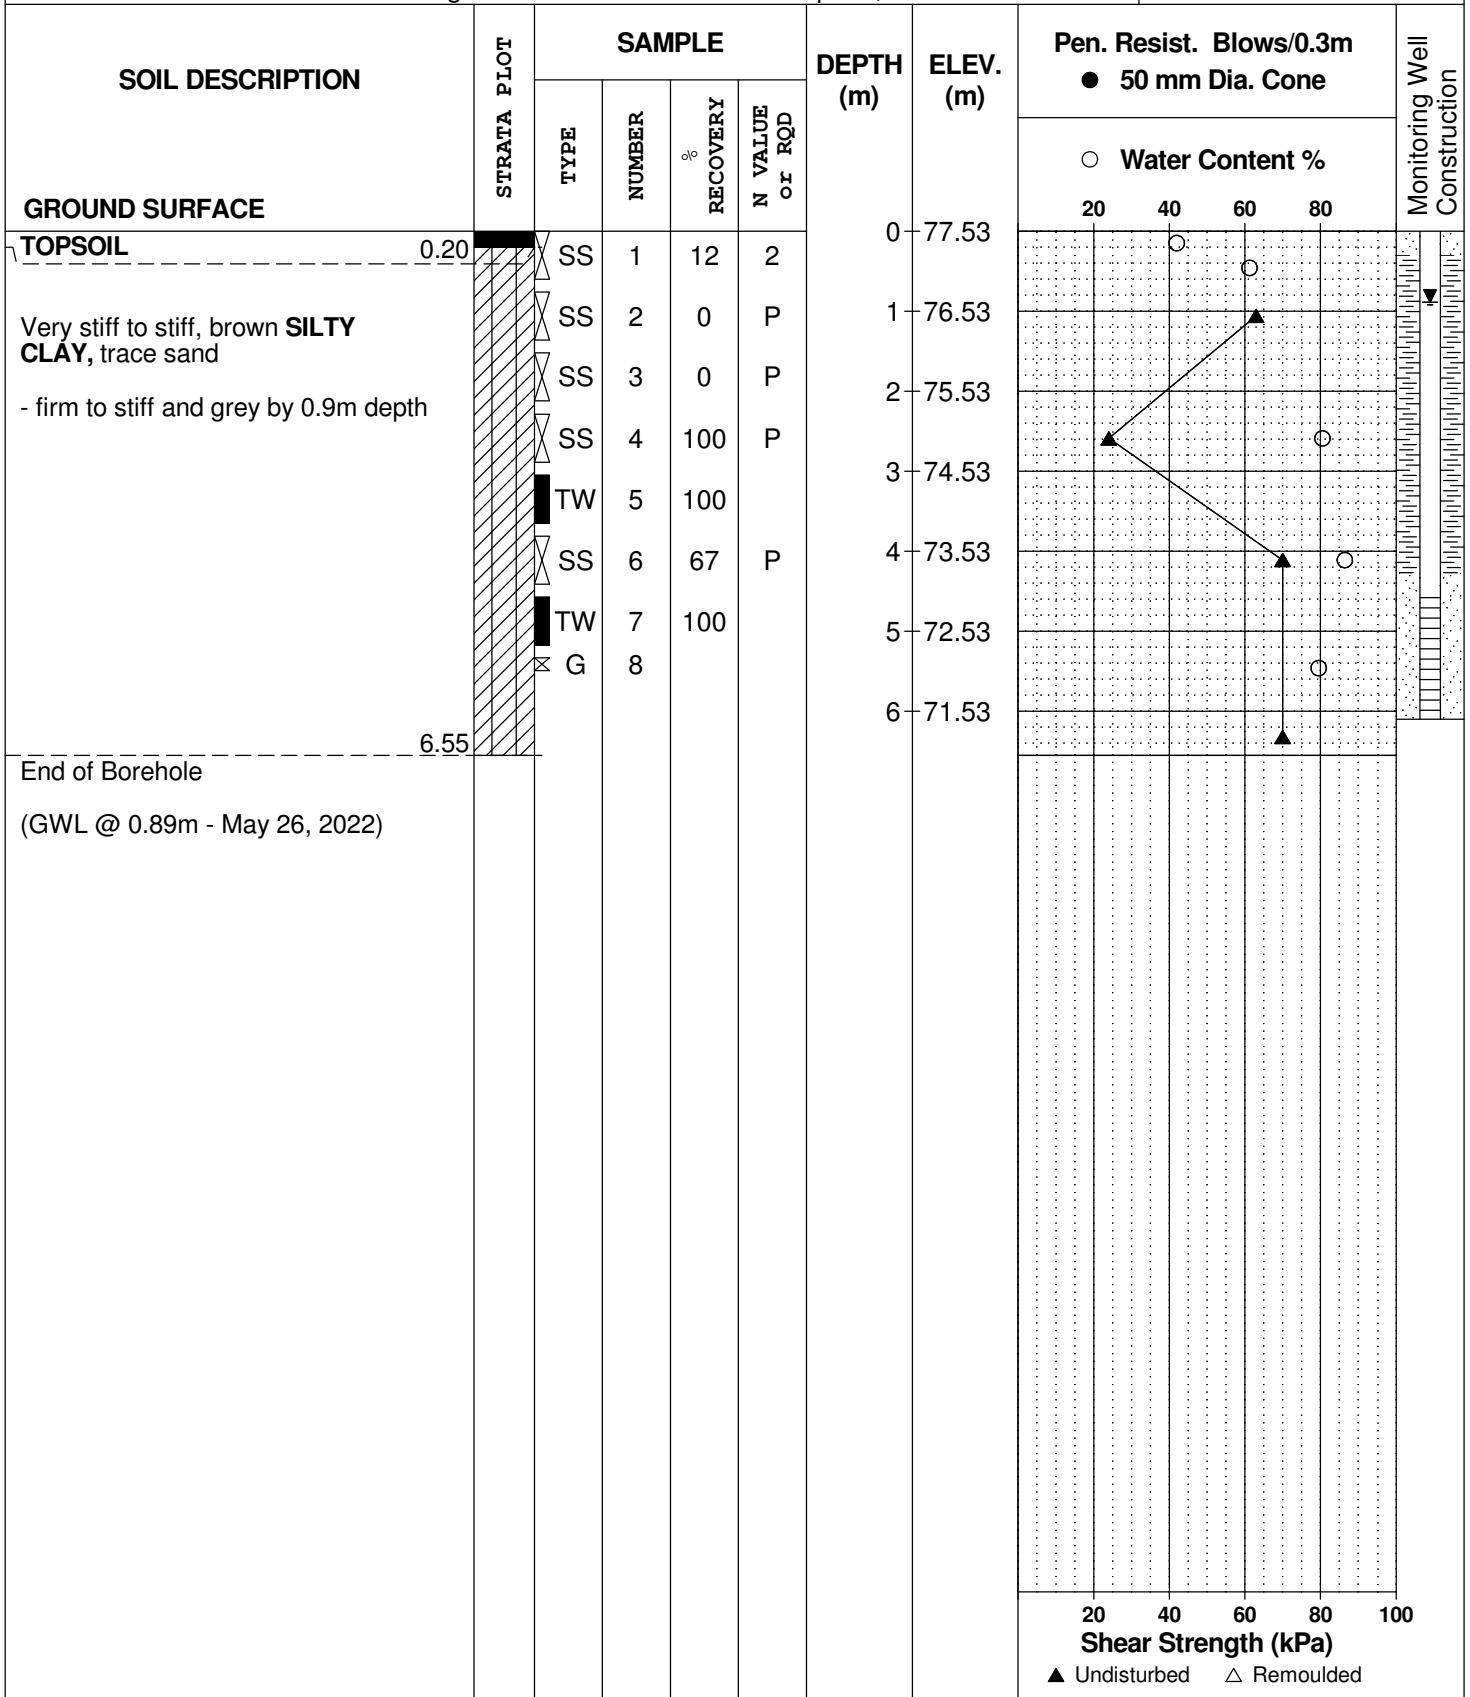 SOIL DESCRIPTION
GROUND SURFACE
STRATA PLOT
SAMPLE
TYPE
NUMBER
%
RECOVERY
N VALUE
or RQD
DEPTH
(m)
ELEV.
(m)
Pen. Resist. Blows/0.3m
● 50 mm Dia. Cone
○ Water Content %
20 40 60 80
Monitoring Well
Construction
TOPSOIL 0.20
Very stiff to stiff, brown SILTY
CLAY, trace sand
- firm to stiff and grey by 0.9m depth
6.55
End of Borehole
(GWL @ 0.89m - May 26, 2022)
SS 1 12 2
SS 2 0 P
SS 3 0 P
SS 4 100 P
TW 5 100
SS 6 67 P
TW 7 100
G 8
0 77.53
1 76.53
2 75.53
3 74.53
4 73.53
5 72.53
6 71.53
20 40 60 80 100
Shear Strength (kPa)
▲ Undisturbed △ Remoulded